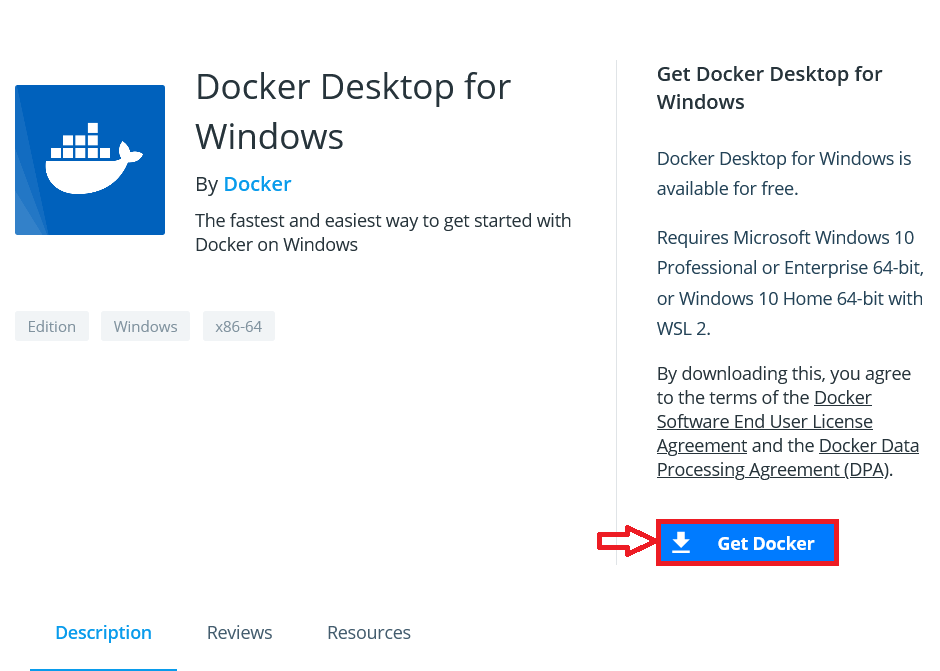 Docker Desktop for
Windows
By Docker
The fastest and easiest way to get started with
Docker on Windows
Edition
Windows
x86-64
Get Docker Desktop for
Windows
Docker Desktop for Windows is
available for free.
Requires Microsoft Windows 10
Professional or Enterprise 64-bit,
or Windows 10 Home 64-bit with
WSL 2.
By downloading this, you agree
to the terms of the Docker
Software End User License
Agreement and the Docker Data
Processing Agreement (DPA).
Get Docker
Description
Reviews
Resources